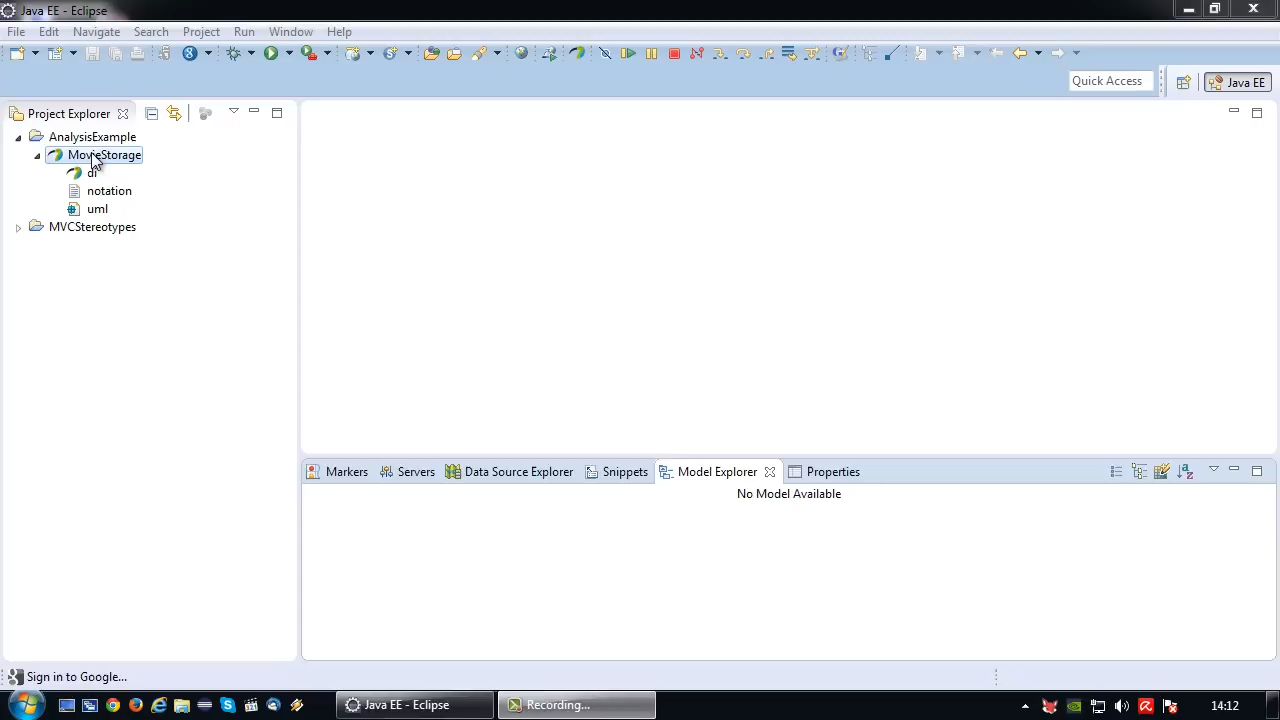 Java EE - Eclipse
File Edit Navigate Search Project Run Window Help
Quick Access
Java EE
Project Explorer
AnalysisExample
MovieStorage
di
notation
uml
MVCStereotypes
Markers Servers Data Source Explorer Snippets Model Explorer Properties
No Model Available
Sign in to Google...
Java EE - Eclipse Recording... 14:12